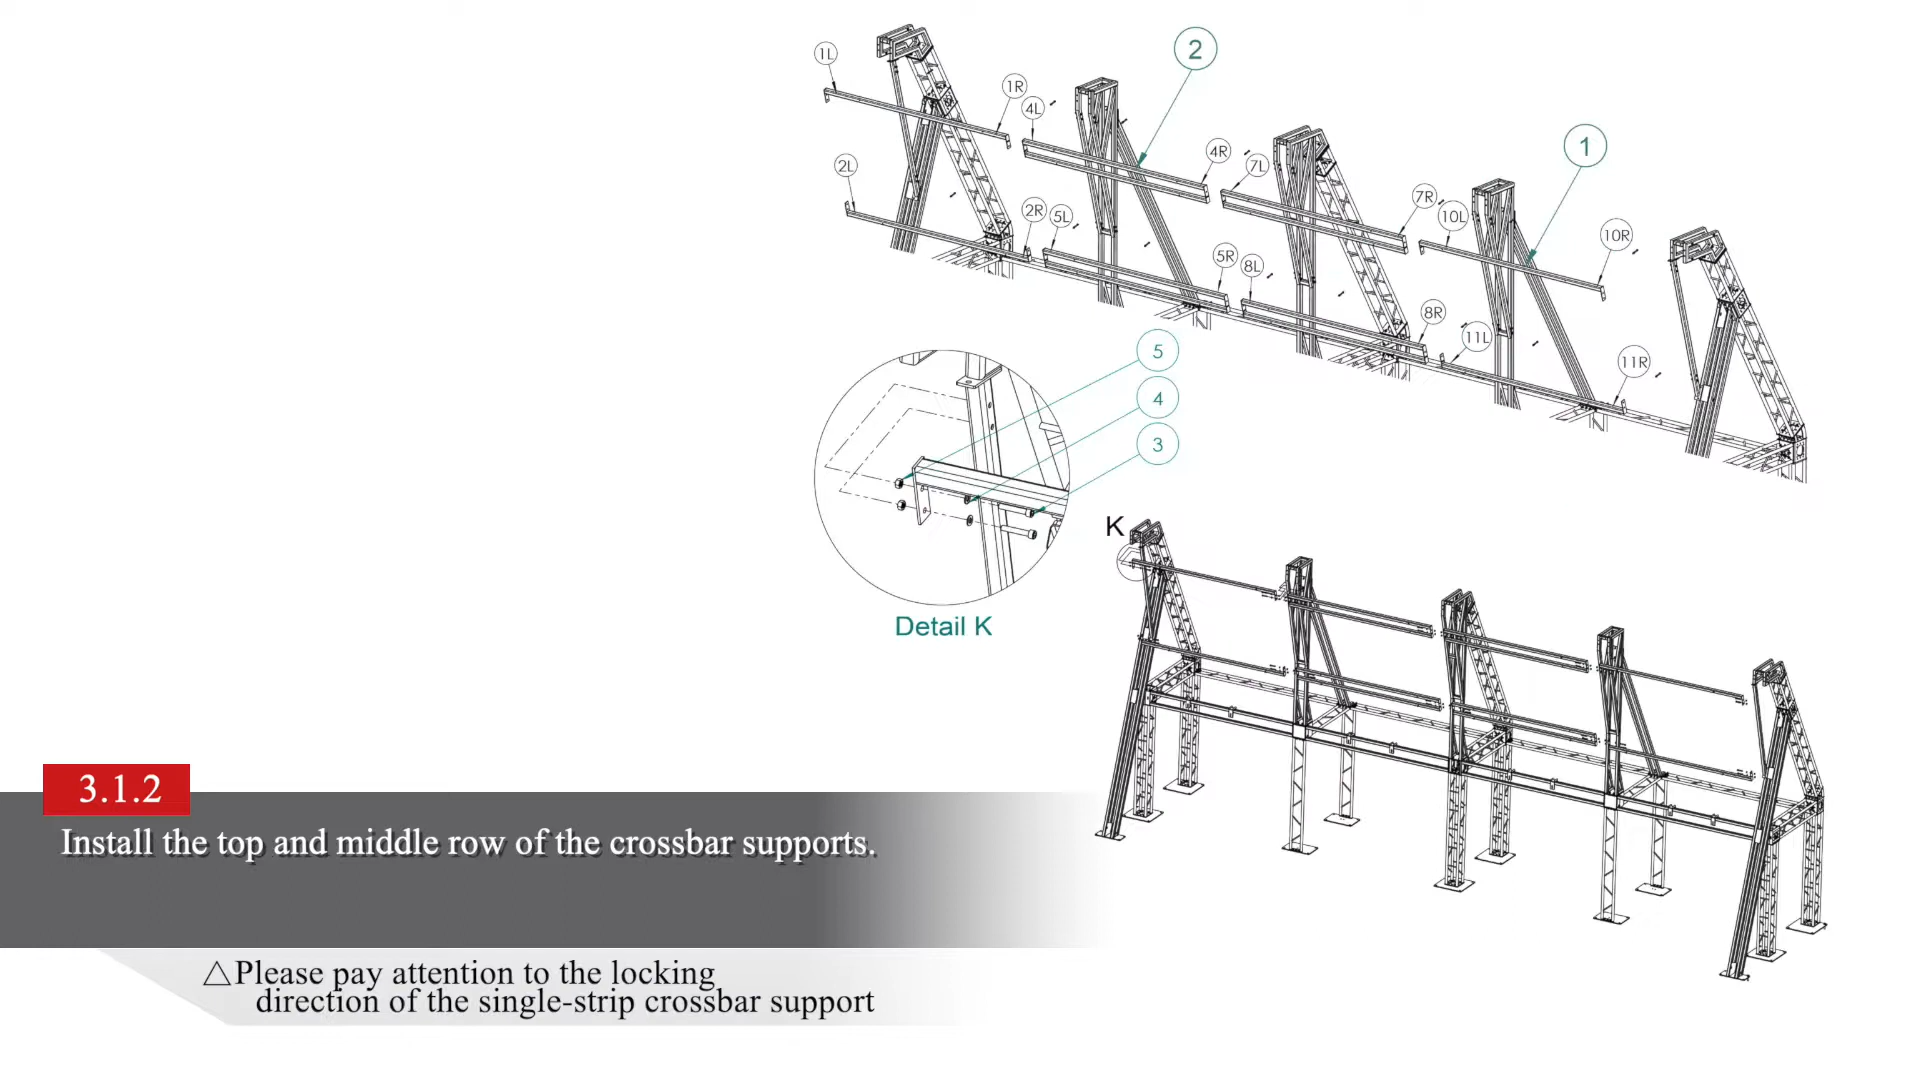 1L
1R
2
4L
4R
1
2L
7L
7R
10L
10R
2R
5L
5R
8L
8R
11L
11R
5
4
3
K
Detail K
3.1.2
Install the top and middle row of the crossbar supports.
△Please pay attention to the locking
direction of the single-strip crossbar support